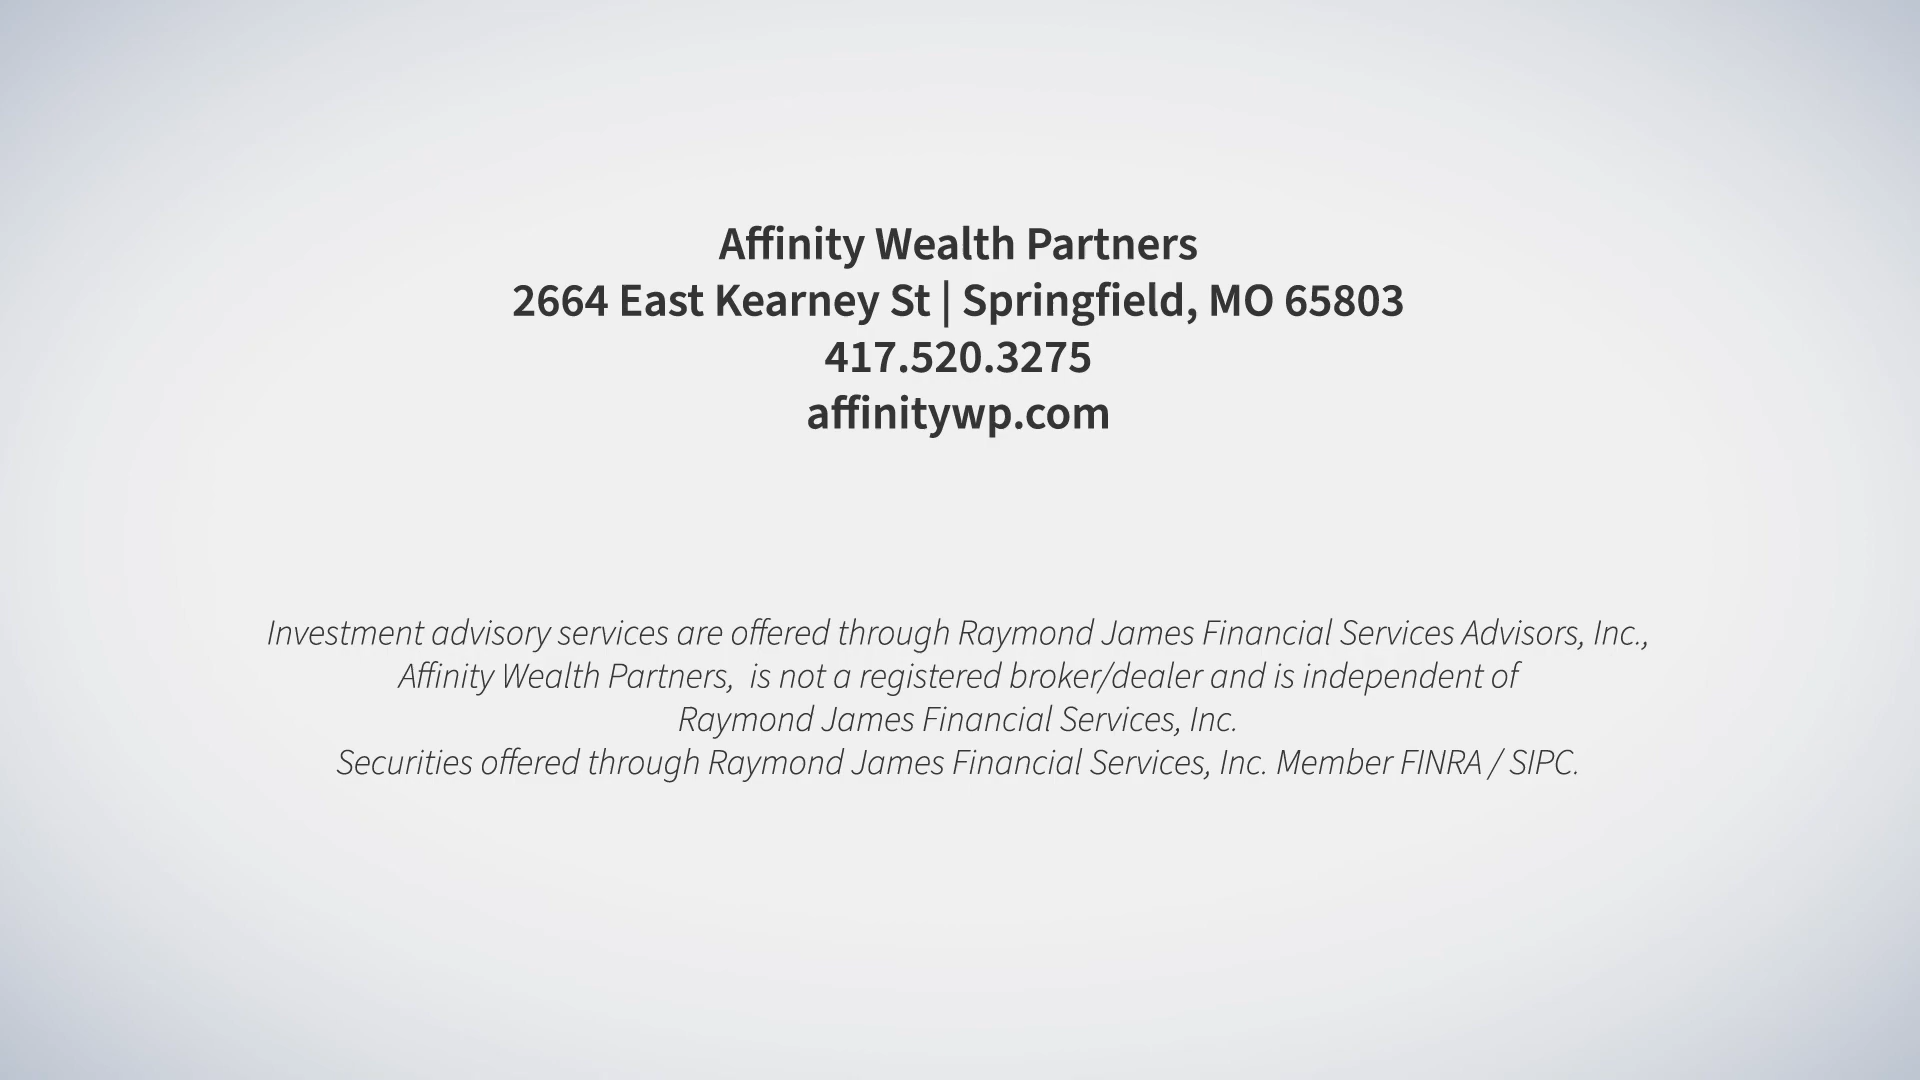 Affinity Wealth Partners
2664 East Kearney St | Springfield, MO 65803
417.520.3275
affinitywp.com
Investment advisory services are offered through Raymond James Financial Services Advisors, Inc.,
Affinity Wealth Partners,  is not a registered broker/dealer and is independent of
Raymond James Financial Services, Inc.
Securities offered through Raymond James Financial Services, Inc. Member FINRA / SIPC.